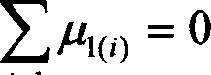 ∑ μ₁₍ᵢ₎ = 0